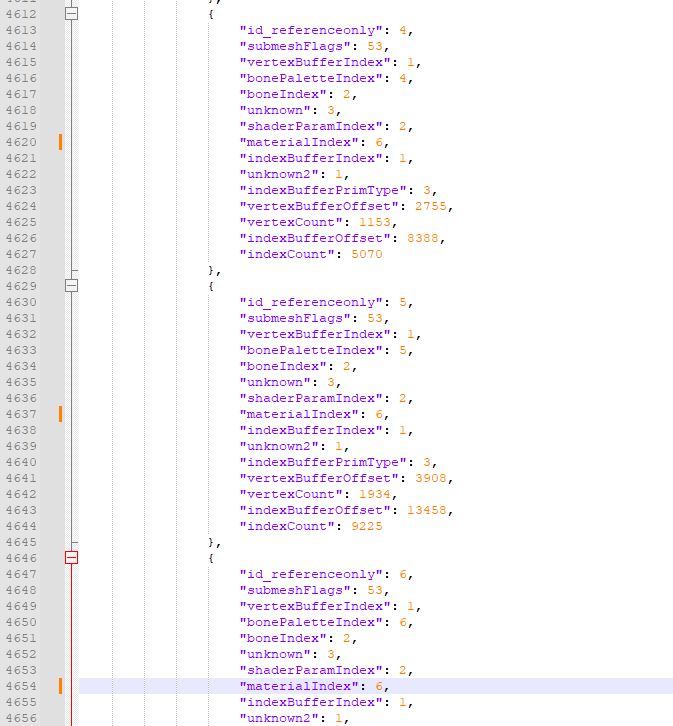 4612 {
4613 "id_referenceonly": 4,
4614 "submeshFlags": 53,
4615 "vertexBufferIndex": 1,
4616 "bonePaletteIndex": 4,
4617 "boneIndex": 2,
4618 "unknown": 3,
4619 "shaderParamIndex": 2,
4620 "materialIndex": 6,
4621 "indexBufferIndex": 1,
4622 "unknown2": 1,
4623 "indexBufferPrimType": 3,
4624 "vertexBufferOffset": 2755,
4625 "vertexCount": 1153,
4626 "indexBufferOffset": 8388,
4627 "indexCount": 5070
4628 },
4629 {
4630 "id_referenceonly": 5,
4631 "submeshFlags": 53,
4632 "vertexBufferIndex": 1,
4633 "bonePaletteIndex": 5,
4634 "boneIndex": 2,
4635 "unknown": 3,
4636 "shaderParamIndex": 2,
4637 "materialIndex": 6,
4638 "indexBufferIndex": 1,
4639 "unknown2": 1,
4640 "indexBufferPrimType": 3,
4641 "vertexBufferOffset": 3908,
4642 "vertexCount": 1934,
4643 "indexBufferOffset": 13458,
4644 "indexCount": 9225
4645 },
4646 {
4647 "id_referenceonly": 6,
4648 "submeshFlags": 53,
4649 "vertexBufferIndex": 1,
4650 "bonePaletteIndex": 6,
4651 "boneIndex": 2,
4652 "unknown": 3,
4653 "shaderParamIndex": 2,
4654 "materialIndex": 6,
4655 "indexBufferIndex": 1,
4656 "unknown2": 1,